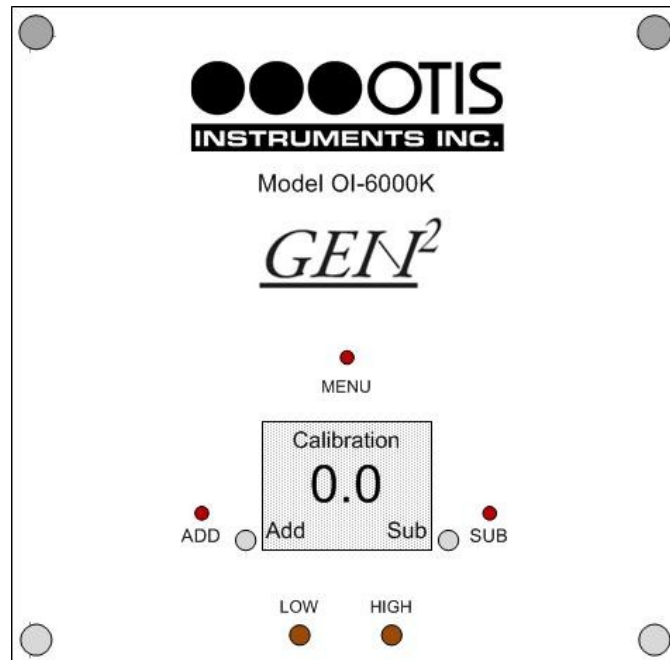 OTIS
INSTRUMENTS INC.
Model OI-6000K
GEN²
MENU
Calibration
0.0
ADD Add Sub SUB
LOW HIGH